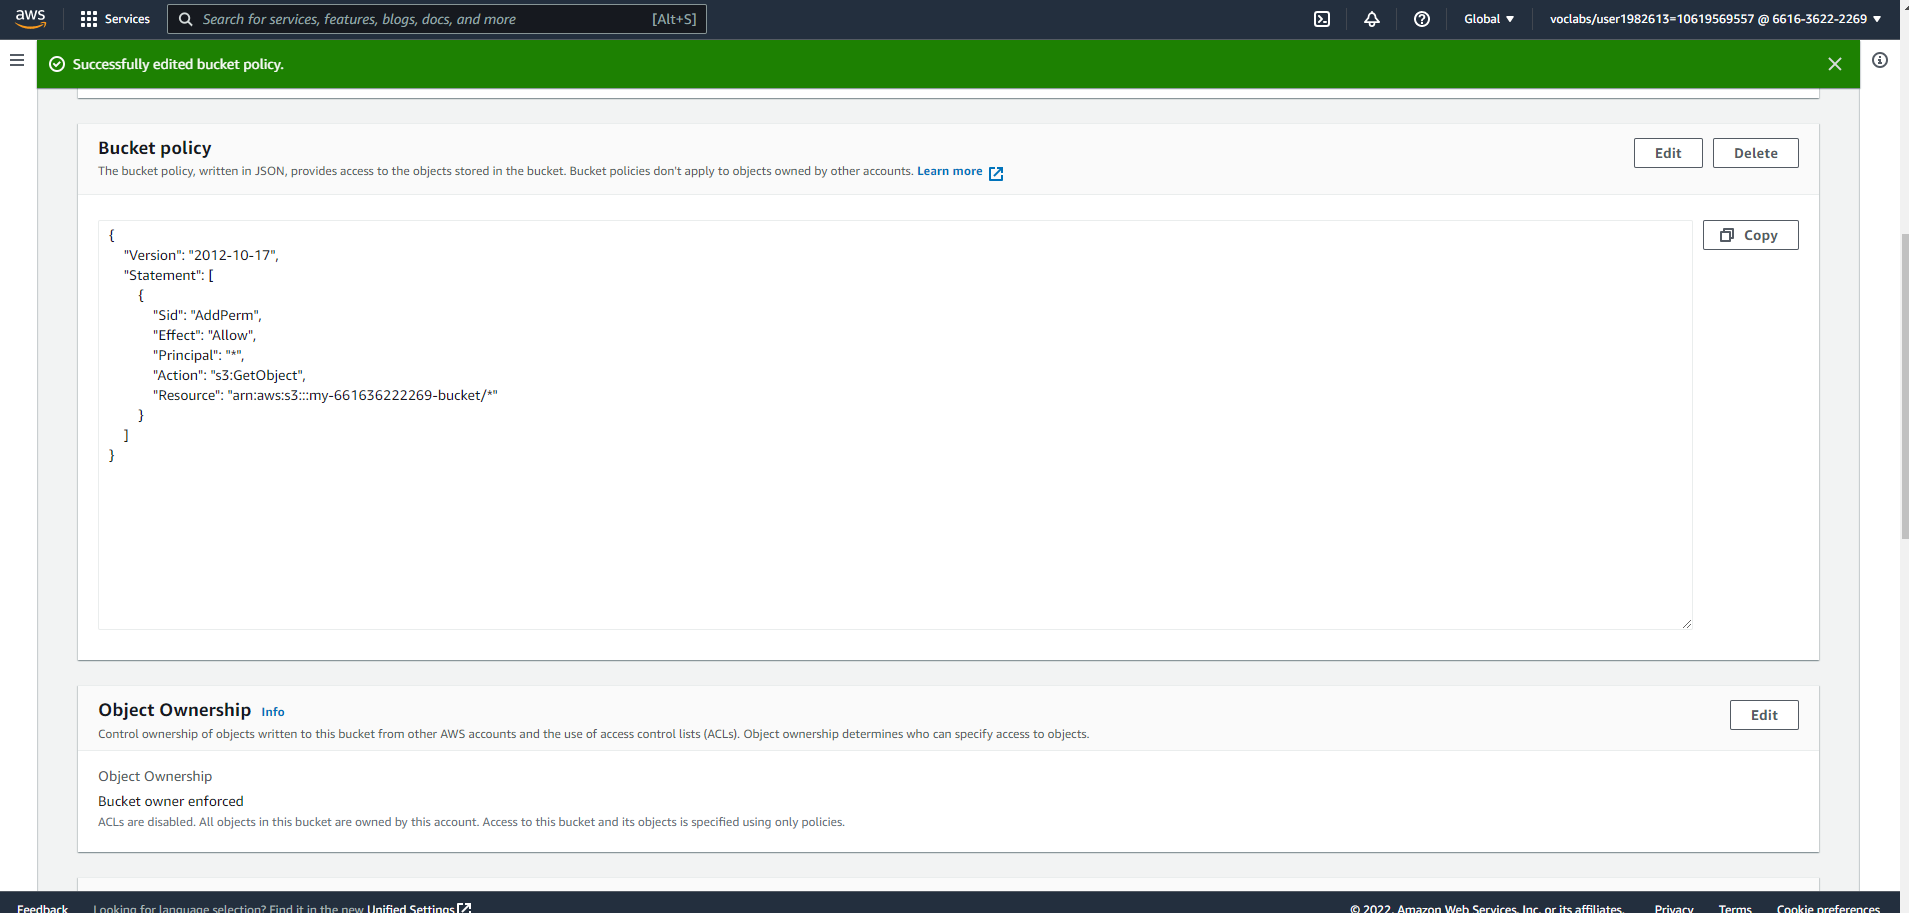 aws
Services
Search for services, features, blogs, docs, and more
[Alt+S]
Global
voclabs/user1982613=10619569557 @ 6616-3622-2269
Successfully edited bucket policy.
Bucket policy
Edit
Delete
The bucket policy, written in JSON, provides access to the objects stored in the bucket. Bucket policies don't apply to objects owned by other accounts. Learn more
Copy
{
"Version": "2012-10-17",
"Statement": [
{
"Sid": "AddPerm",
"Effect": "Allow",
"Principal": "*",
"Action": "s3:GetObject",
"Resource": "arn:aws:s3:::my-661636222269-bucket/*"
}
]
}
Object Ownership Info
Edit
Control ownership of objects written to this bucket from other AWS accounts and the use of access control lists (ACLs). Object ownership determines who can specify access to objects.
Object Ownership
Bucket owner enforced
ACLs are disabled. All objects in this bucket are owned by this account. Access to this bucket and its objects is specified using only policies.
Feedback
Looking for language selection? Find it in the new Unified Settings
© 2022, Amazon Web Services, Inc. or its affiliates.
Privacy
Terms
Cookie preferences